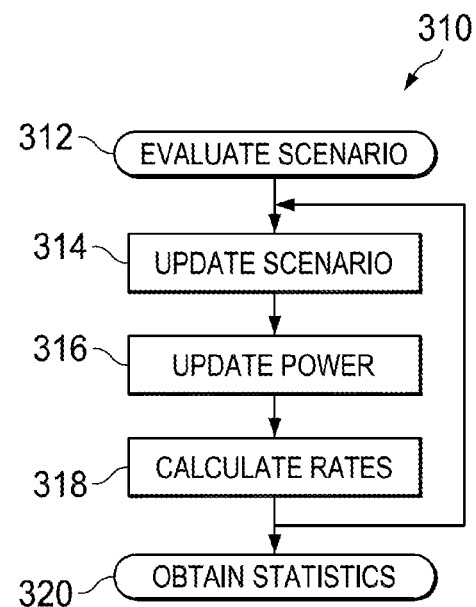 310
312
EVALUATE SCENARIO
314
UPDATE SCENARIO
316
UPDATE POWER
318
CALCULATE RATES
320
OBTAIN STATISTICS